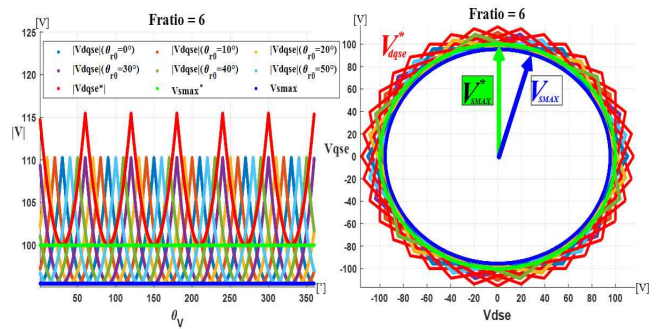 Fratio = 6
[V]
125
|Vdqse|(θr0=0°) |Vdqse|(θr0=10°) |Vdqse|(θr0=20°)
|Vdqse|(θr0=30°) |Vdqse|(θr0=40°) |Vdqse|(θr0=50°)
|Vdqse*| Vsmax* Vsmax
120
115
|V|
110
105
100
50 100 150 200 250 300 350 [°]
θV
Fratio = 6
[V]
V*dqse
V*SMAX VSMAX
100
80
60
40
20
Vqse
0
-20
-40
-60
-80
-100
-100 -80 -60 -40 -20 0 20 40 60 80 100 [V]
Vdse